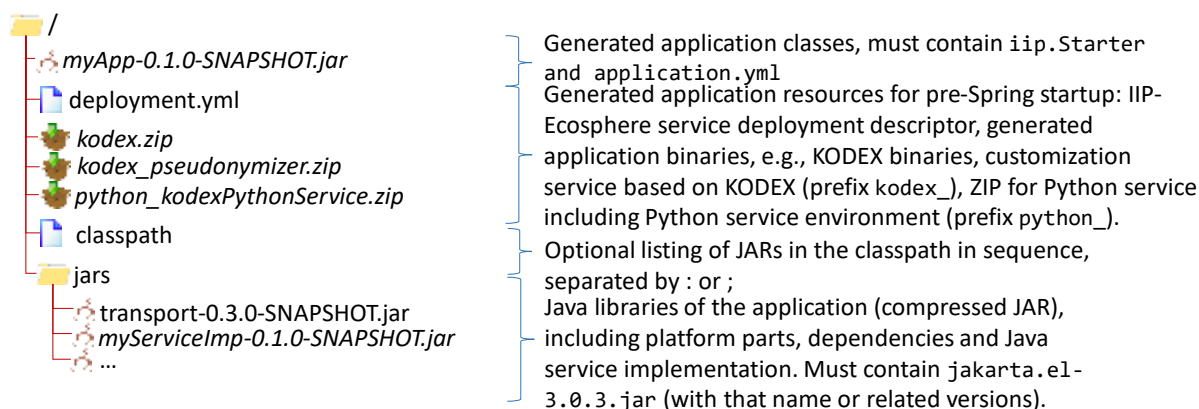 /
myApp-0.1.0-SNAPSHOT.jar
deployment.yml
kodex.zip
kodex_pseudonymizer.zip
python_kodexPythonService.zip
classpath
jars
transport-0.3.0-SNAPSHOT.jar
myServiceImp-0.1.0-SNAPSHOT.jar
...
Generated application classes, must contain iip.Starter
and application.yml
Generated application resources for pre-Spring startup: IIP-
Ecosphere service deployment descriptor, generated
application binaries, e.g., KODEX binaries, customization
service based on KODEX (prefix kodex_), ZIP for Python service
including Python service environment (prefix python_).
Optional listing of JARs in the classpath in sequence,
separated by : or ;
Java libraries of the application (compressed JAR),
including platform parts, dependencies and Java
service implementation. Must contain jakarta.el-
3.0.3.jar (with that name or related versions).